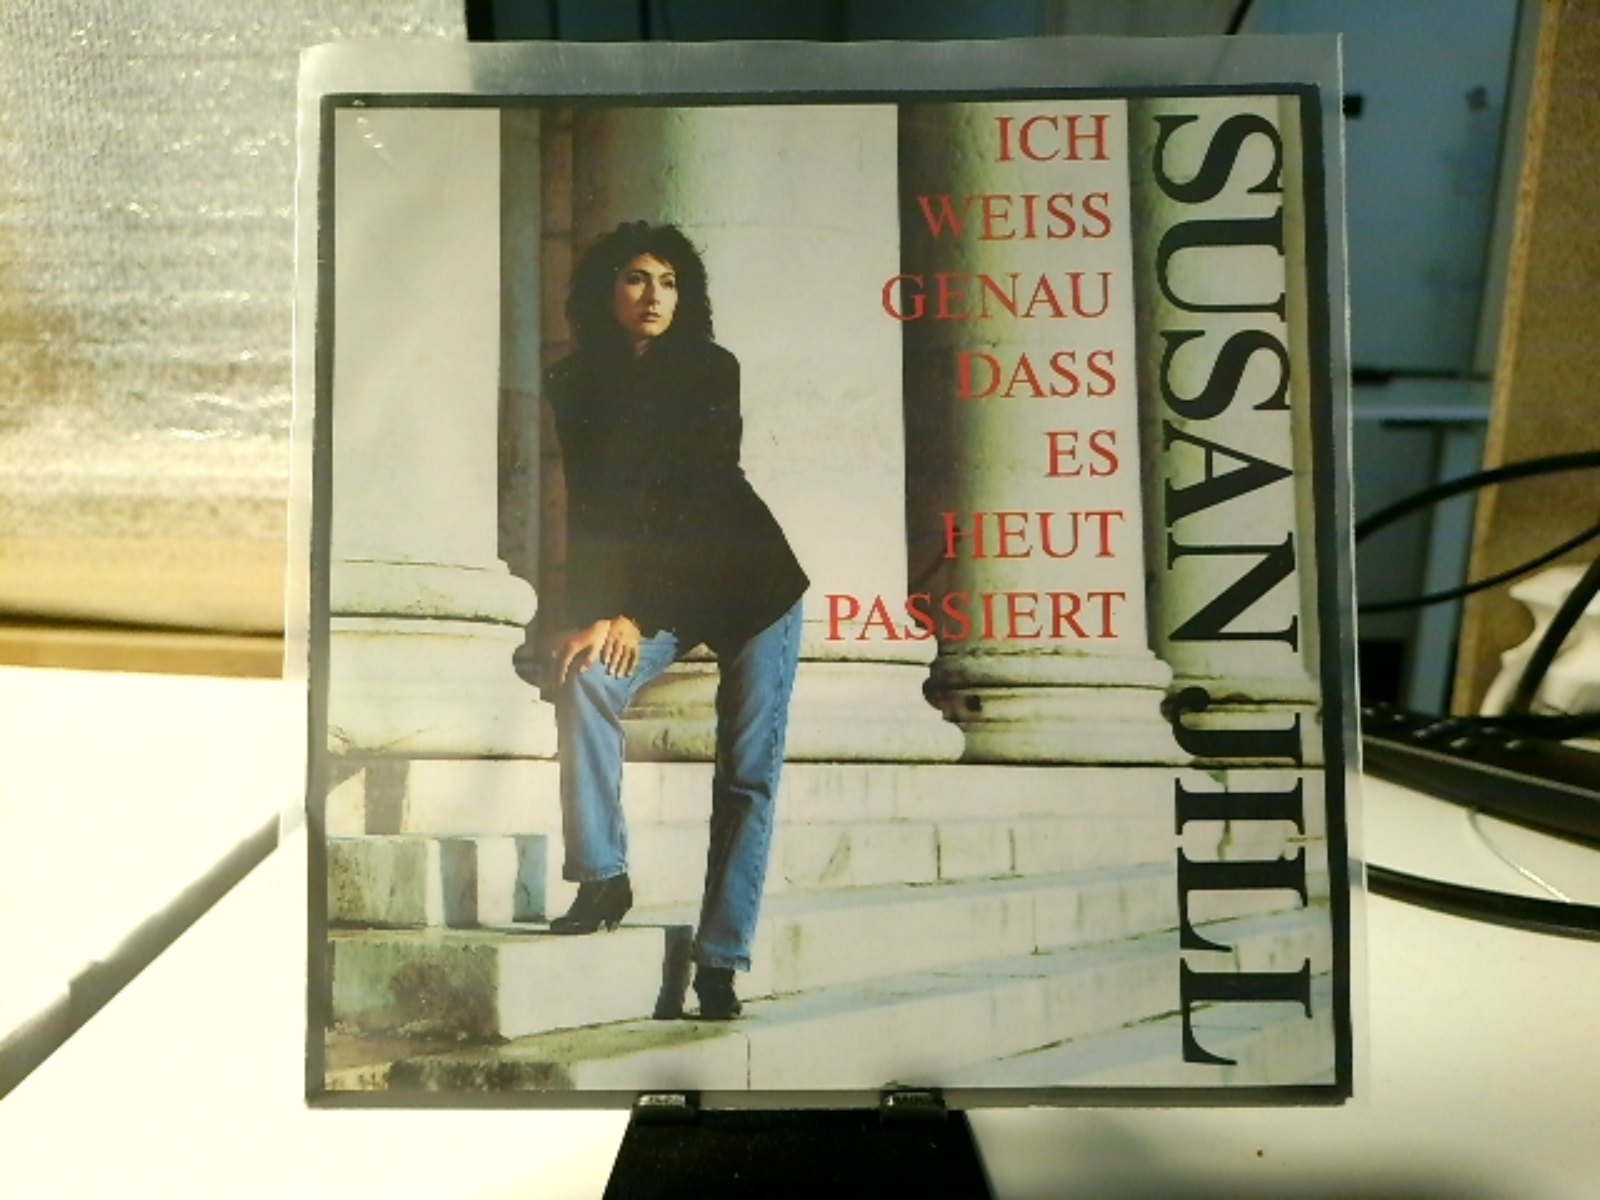 ICH
WEISS
GENAU
DASS
ES
HEUT
PASSIERT
SUSAN JILL